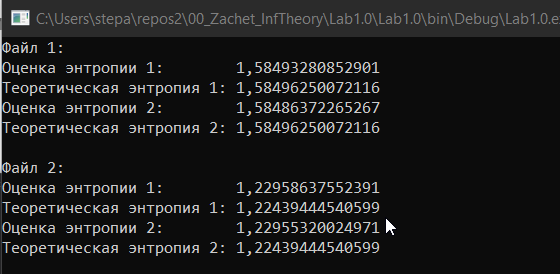 C:\Users\stepa\repos2\00_Zachet_InfTheory\Lab1.0\Lab1.0\bin\Debug\Lab1.0.e
Файл 1:
Оценка энтропии 1: 1,58493280852901
Теоретическая энтропия 1: 1,58496250072116
Оценка энтропии 2: 1,58486372265267
Теоретическая энтропия 2: 1,58496250072116
Файл 2:
Оценка энтропии 1: 1,22958637552391
Теоретическая энтропия 1: 1,22439444540599
Оценка энтропии 2: 1,22955320024971
Теоретическая энтропия 2: 1,22439444540599